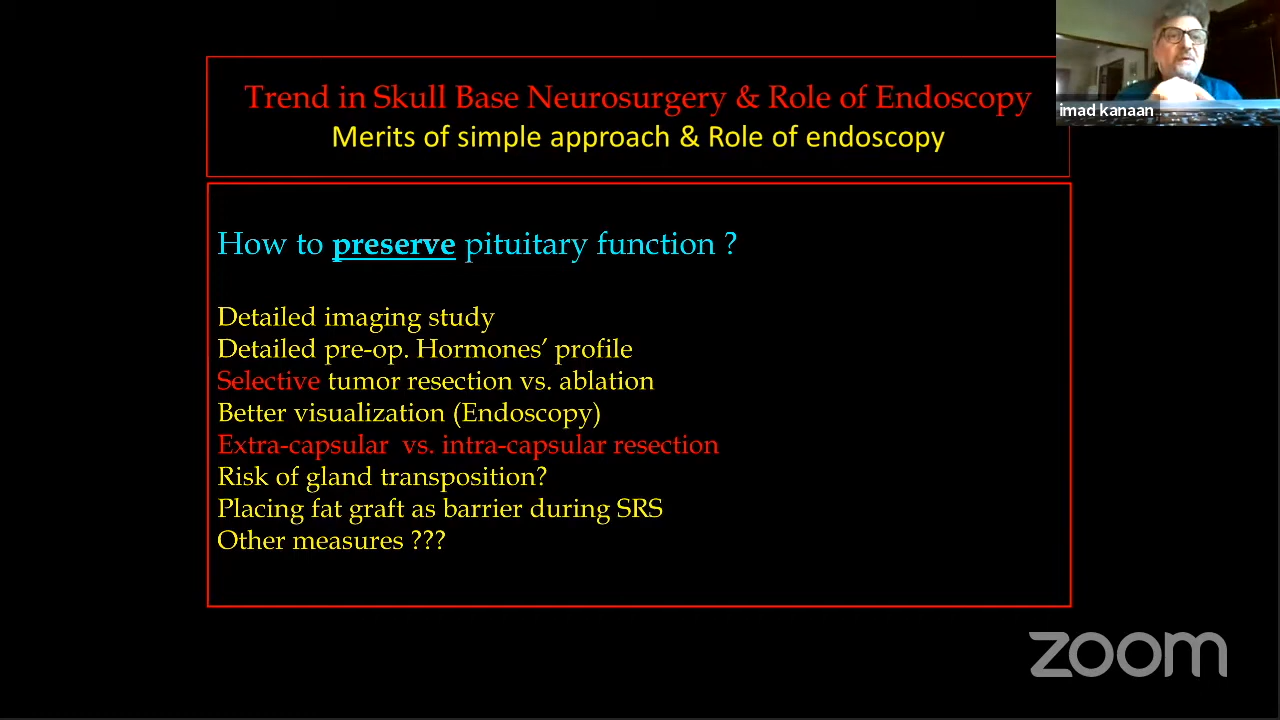 Trend in Skull Base Neurosurgery & Role of Endoscopy
Merits of simple approach & Role of endoscopy
imad kanaan
How to preserve pituitary function ?
Detailed imaging study
Detailed pre-op. Hormones’ profile
Selective tumor resection vs. ablation
Better visualization (Endoscopy)
Extra-capsular vs. intra-capsular resection
Risk of gland transposition?
Placing fat graft as barrier during SRS
Other measures ???
zoom